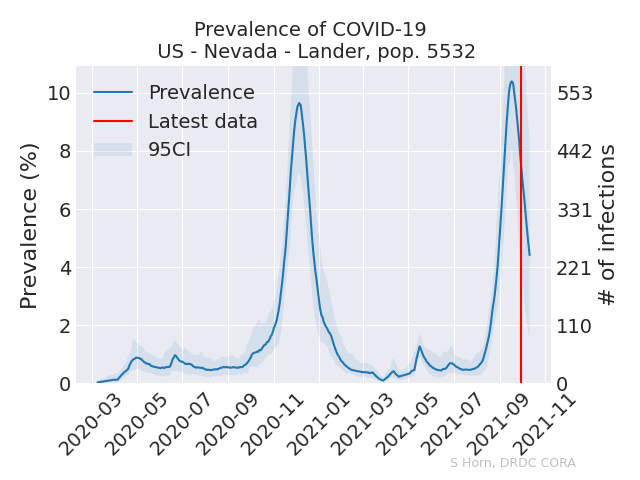 Prevalence of COVID-19
US - Nevada - Lander, pop. 5532
Prevalence
Latest data
95CI
Prevalence (%)
10
8
6
4
2
0
553
442
331
221
110
0
# of infections
2020-03
2020-05
2020-07
2020-09
2020-11
2021-01
2021-03
2021-05
2021-07
2021-09
2021-11
S Horn, DRDC CORA